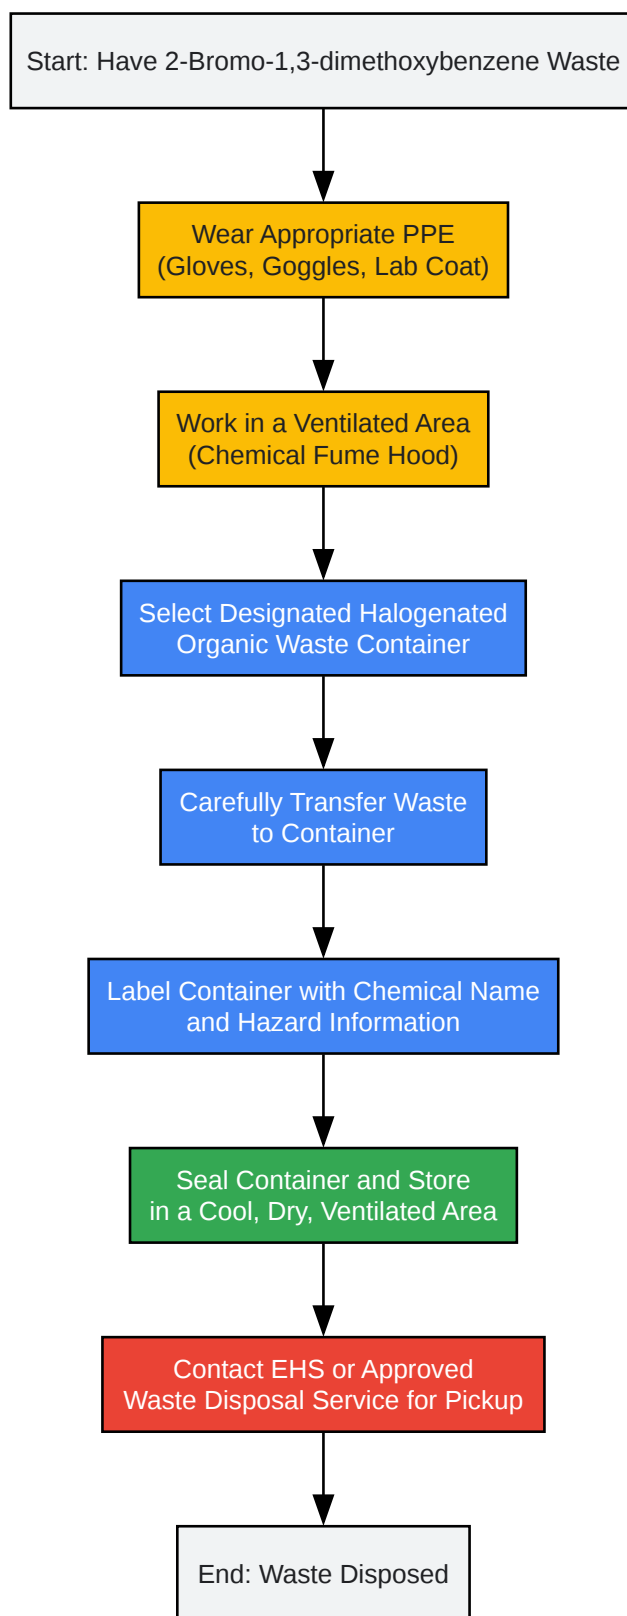 Start: Have 2-Bromo-1,3-dimethoxybenzene Waste
Wear Appropriate PPE
(Gloves, Goggles, Lab Coat)
Work in a Ventilated Area
(Chemical Fume Hood)
Select Designated Halogenated
Organic Waste Container
Carefully Transfer Waste
to Container
Label Container with Chemical Name
and Hazard Information
Seal Container and Store
in a Cool, Dry, Ventilated Area
Contact EHS or Approved
Waste Disposal Service for Pickup
End: Waste Disposed